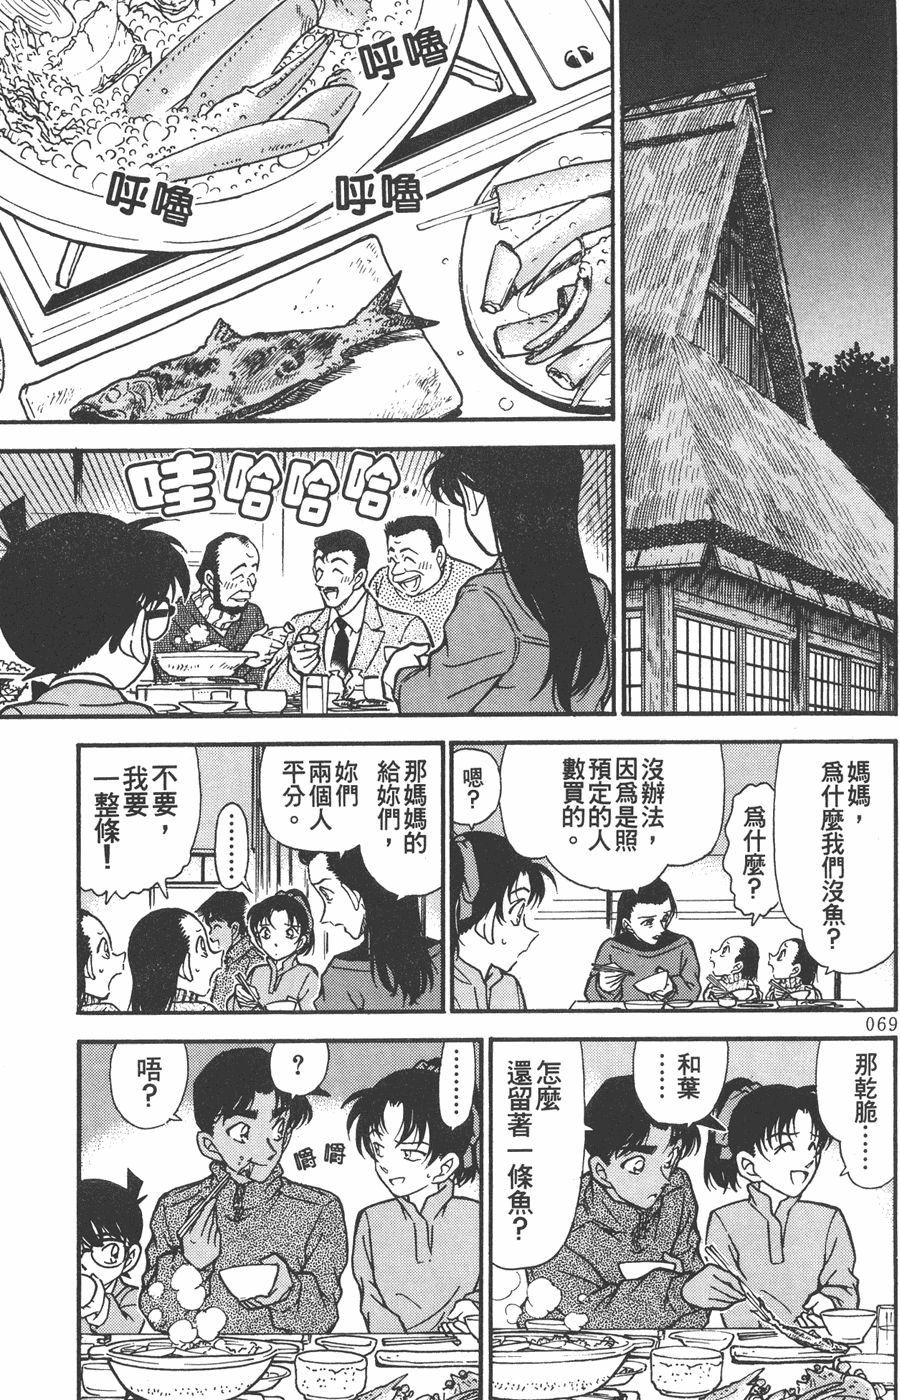 呼嚕
呼嚕
呼嚕
哇哈哈哈…
媽媽，
為什麼我們沒魚？
為什麼？
沒辦法，
因為是照
預定的人
數買的。
嗯？
那媽媽的
給妳們，
妳們
兩個人
平分。
………
不要，
我要
一整條！
069
那乾脆……
和葉
……
怎麼
還留著一條魚？
……
？
嚼嚼
唔？